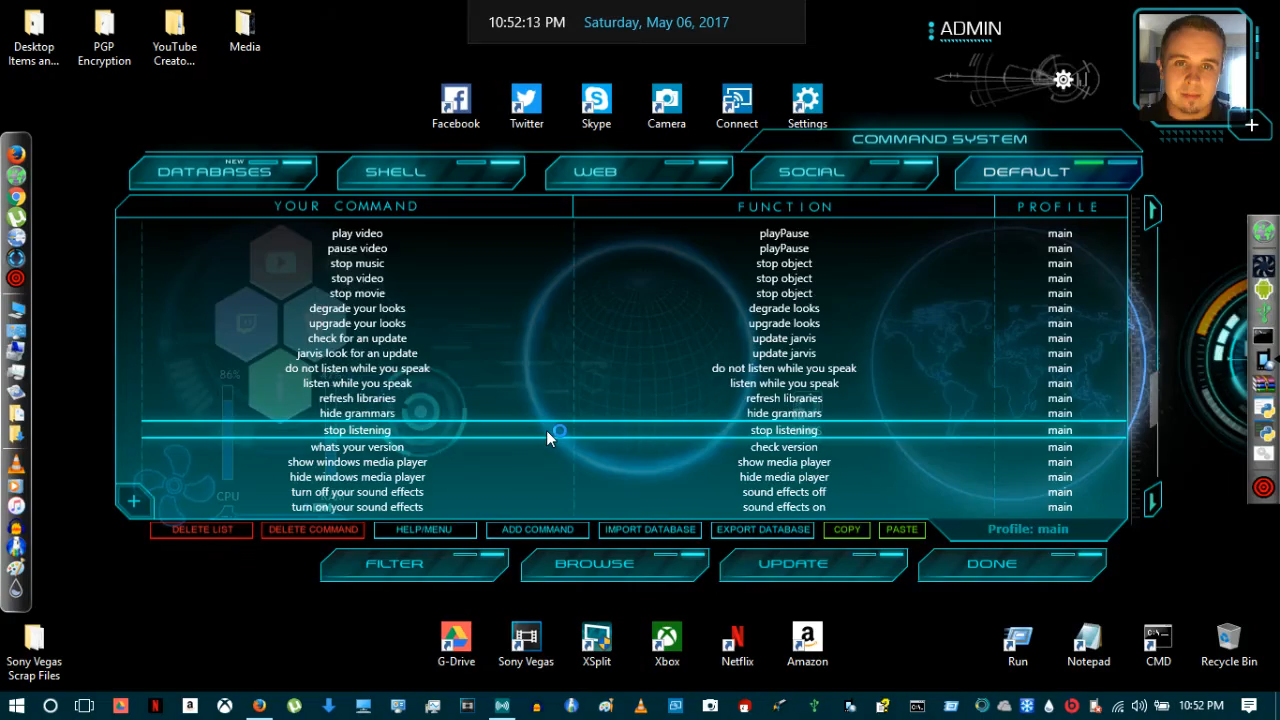 10:52:13 PM Saturday, May 06, 2017
ADMIN
Desktop Items an...
PGP Encryption
YouTube Creato...
Media
Facebook
Twitter
Skype
Camera
Connect
Settings
COMMAND SYSTEM
NEW
DATABASES
SHELL
WEB
SOCIAL
DEFAULT
YOUR COMMAND FUNCTION PROFILE
play video playPause main
pause video playPause main
stop music stop object main
stop video stop object main
stop movie stop object main
degrade your looks degrade looks main
upgrade your looks upgrade looks main
check for an update update jarvis main
jarvis look for an update update jarvis main
do not listen while you speak do not listen while you speak main
listen while you speak listen while you speak main
refresh libraries refresh libraries main
hide grammars hide grammars main
stop listening stop listening main
whats your version check version main
show windows media player show media player main
hide windows media player hide media player main
turn off your sound effects sound effects off main
turn on your sound effects sound effects on main
86%
CPU
DELETE LIST
DELETE COMMAND
HELP/MENU
ADD COMMAND
IMPORT DATABASE
EXPORT DATABASE
COPY
PASTE
Profile: main
FILTER
BROWSE
UPDATE
DONE
Sony Vegas Scrap Files
G-Drive
Sony Vegas
XSplit
Xbox
Netflix
Amazon
Run
Notepad
CMD
Recycle Bin
10:52 PM